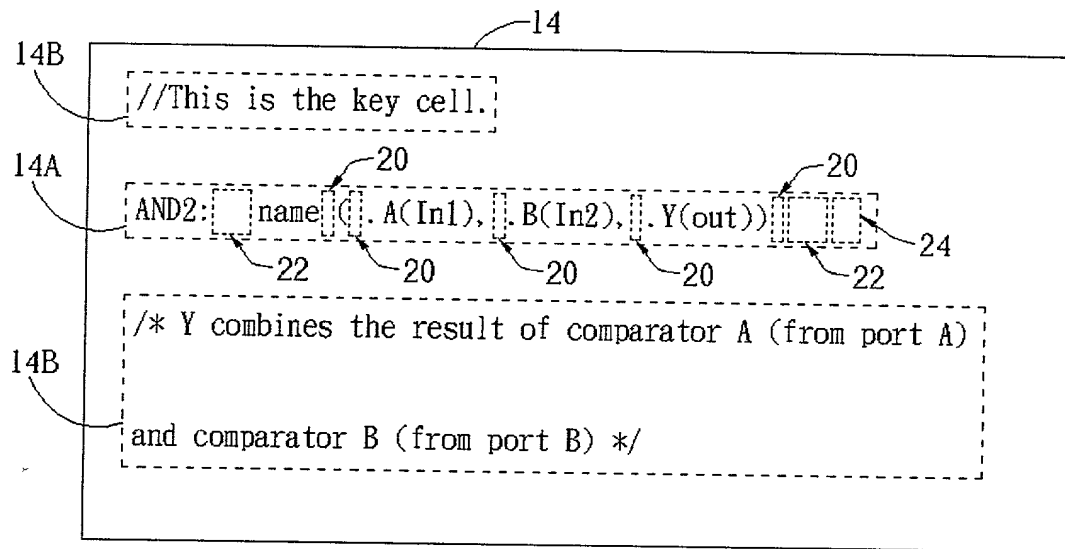 14
14B
//This is the key cell.
14A
20
20
AND2: name ( . A(In1), . B(In2), . Y(out))
24
22
20
20
20
22
/* Y combines the result of comparator A (from port A)
14B
and comparator B (from port B) */